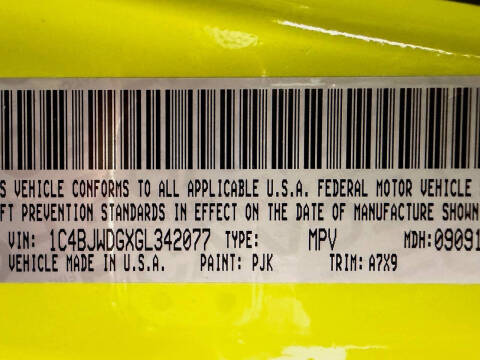 S VEHICLE CONFORMS TO ALL APPLICABLE U.S.A. FEDERAL MOTOR VEHICLE
FT PREVENTION STANDARDS IN EFFECT ON THE DATE OF MANUFACTURE SHOWN
VIN: 1C4BJWDGXGL342077 TYPE: MPV MDH:09091
VEHICLE MADE IN U.S.A. PAINT: PJK TRIM: A7X9